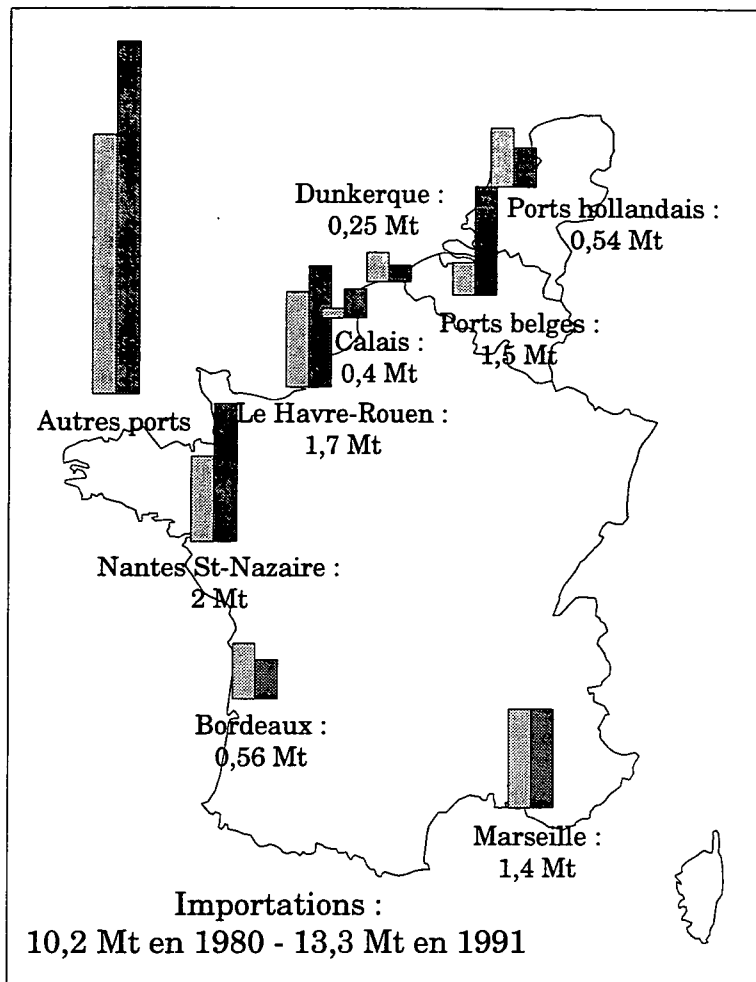 Dunkerque :
0,25 Mt
Ports hollandais :
0,54 Mt
Ports belges :
1,5 Mt
Calais :
0,4 Mt
Autres ports
Le Havre-Rouen :
1,7 Mt
Nantes St-Nazaire :
2 Mt
Bordeaux :
0,56 Mt
Marseille :
1,4 Mt
Importations :
10,2 Mt en 1980 - 13,3 Mt en 1991